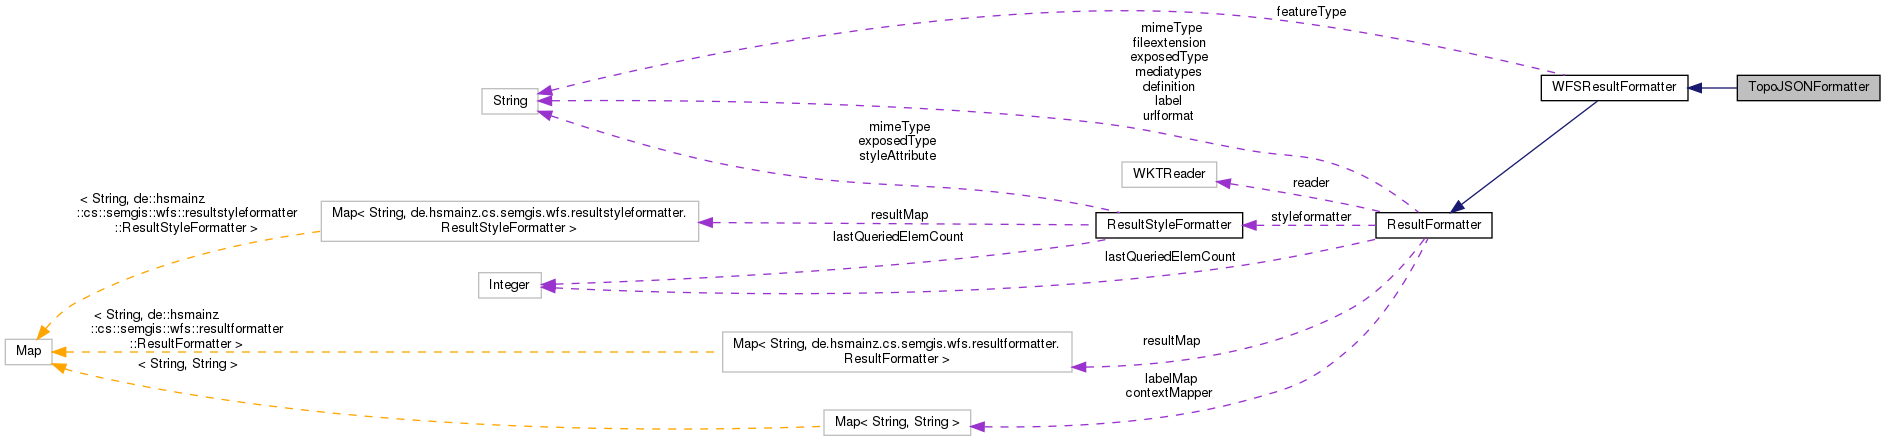 featureType
mimeType
fileextension
exposedType
mediatypes
definition
label
urlformat
WFSResultFormatter
TopoJSONFormatter
String
mimeType
exposedType
styleAttribute
WKTReader
reader
< String, de::hsmainz
::cs::semgis::wfs::resultstyleformatter
::ResultStyleFormatter >
Map< String, de.hsmainz.cs.semgis.wfs.resultstyleformatter.
ResultStyleFormatter >
resultMap
ResultStyleFormatter
styleformatter
ResultFormatter
lastQueriedElemCount
lastQueriedElemCount
Integer
< String, de::hsmainz
::cs::semgis::wfs::resultformatter
::ResultFormatter >
Map
Map< String, de.hsmainz.cs.semgis.wfs.resultformatter.
ResultFormatter >
resultMap
< String, String >
labelMap
contextMapper
Map< String, String >